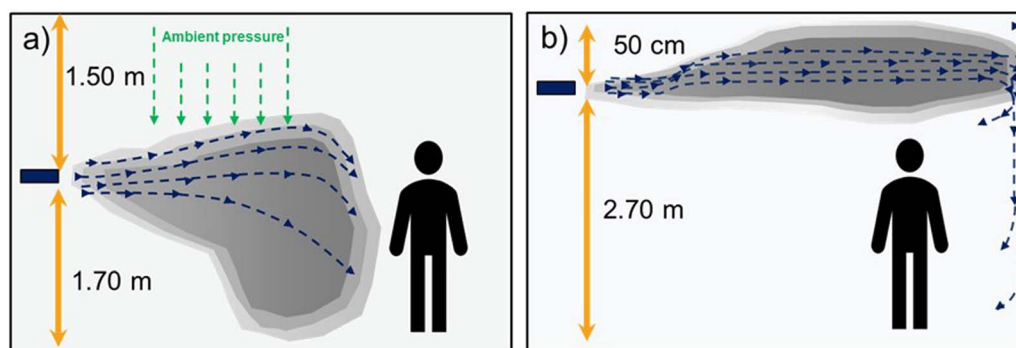 a)
Ambient pressure
1.50 m
1.70 m
b)
50 cm
2.70 m